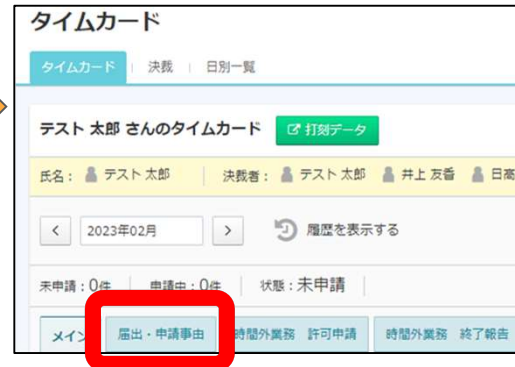 タイムカード
タイムカード 決裁 日別一覧
テスト 太郎 さんのタイムカード 打刻データ
氏名： テスト 太郎 決裁者： テスト 太郎 井上 友香 日高
< 2023年02月 > 履歴を表示する
未申請：0件 申請中：0件 状態：未申請
メイン 届出・申請事由 時間外業務 許可申請 時間外業務 終了報告